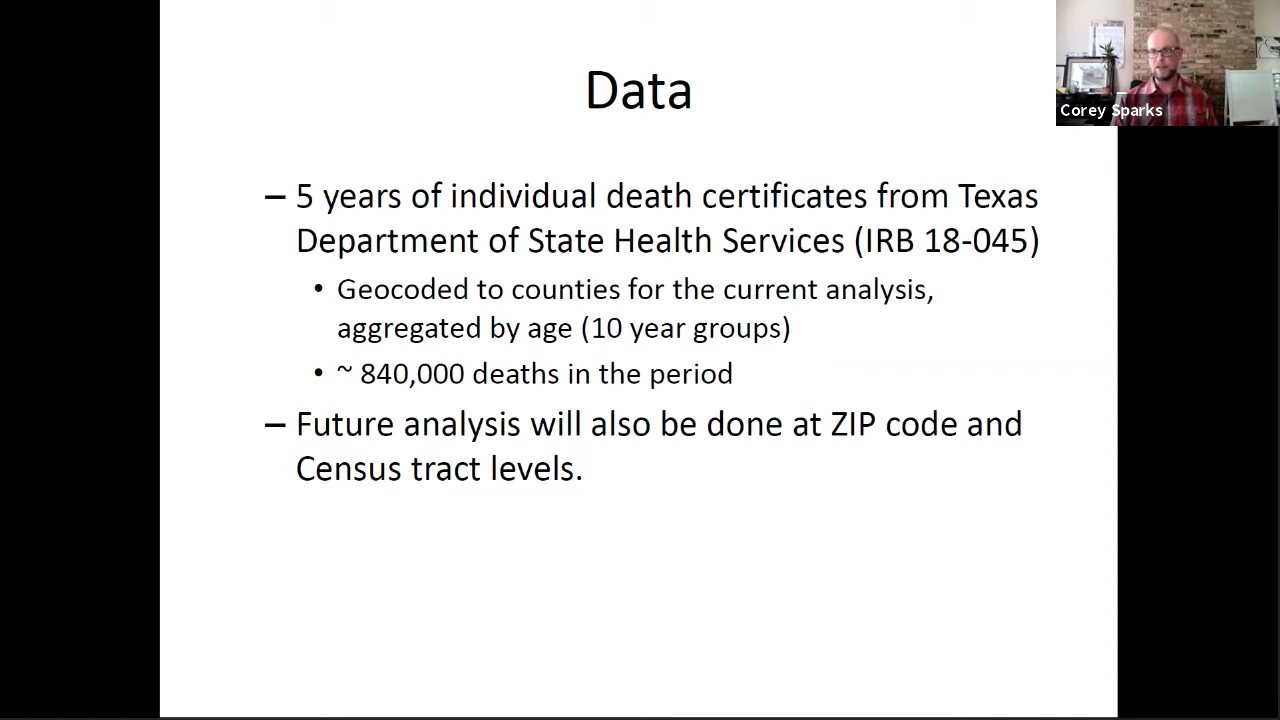 Data
Corey Sparks
– 5 years of individual death certificates from Texas
Department of State Health Services (IRB 18-045)
• Geocoded to counties for the current analysis,
aggregated by age (10 year groups)
• ~ 840,000 deaths in the period
– Future analysis will also be done at ZIP code and
Census tract levels.